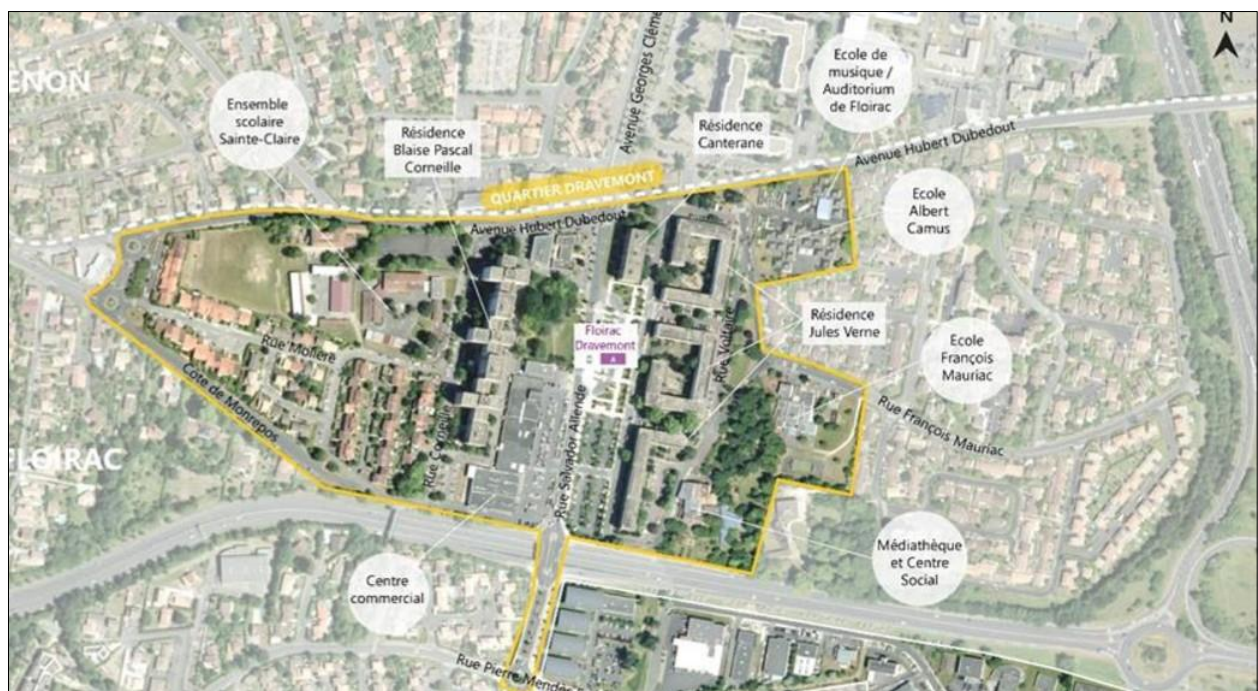 N
ENON
Ensemble
scolaire
Sainte-Claire
Résidence
Blaise Pascal
Corneille
Avenue Georges Cléme
Résidence
Canterane
Ecole de
musique /
Auditorium
de Floirac
Avenue Hubert Dubedout
QUARTIER DRAVEMONT
Avenue Hubert Dubedout
Ecole
Albert
Camus
Résidence
Jules Verne
Floirac
Dravemont
A
Rue Voltaire
Ecole
François
Mauriac
Rue Molière
Côte de Monrepos
Rue Corneille
Rue Salvador Allende
Rue François Mauriac
FLOIRAC
Centre
commercial
Médiathèque
et Centre
Social
Rue Pierre Mendès